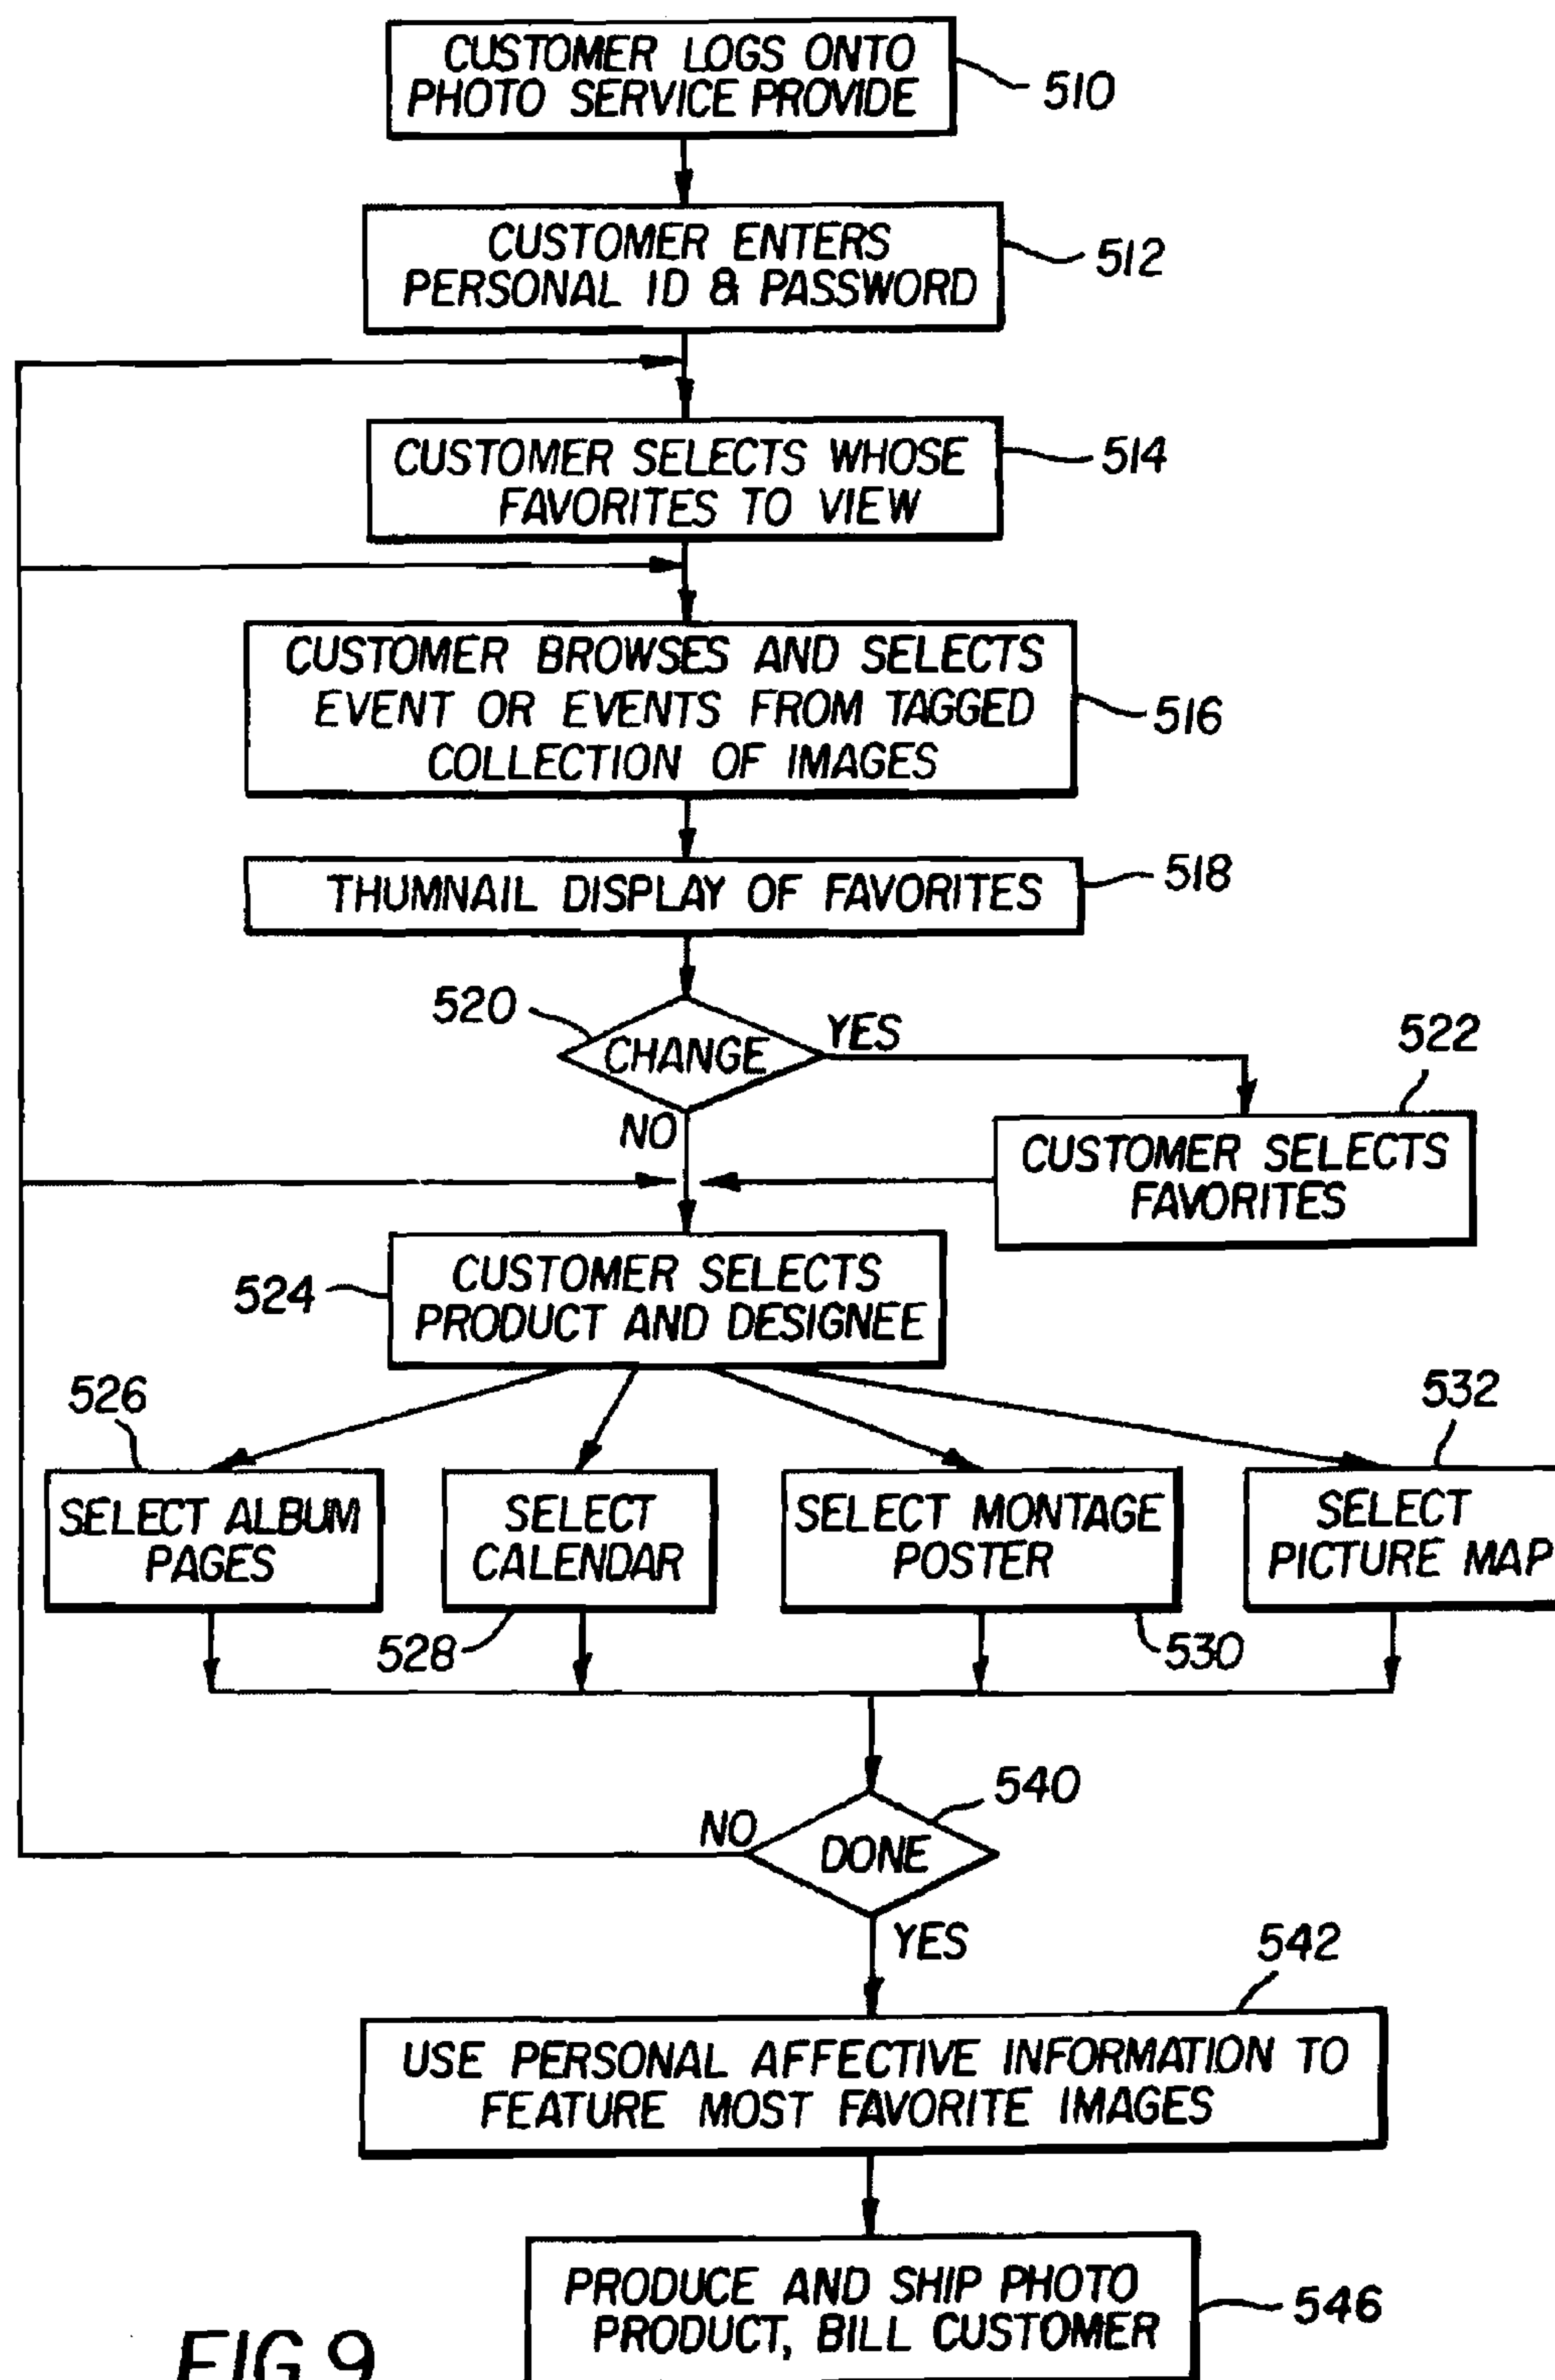 CUSTOMER LOGS ONTO
PHOTO SERVICE PROVIDE
510
CUSTOMER ENTERS
PERSONAL ID & PASSWORD
512
CUSTOMER SELECTS WHOSE
FAVORITES TO VIEW
514
CUSTOMER BROWSES AND SELECTS
EVENT OR EVENTS FROM TAGGED
COLLECTION OF IMAGES
516
THUMNAIL DISPLAY OF FAVORITES
518
520
CHANGE
YES
NO
522
CUSTOMER SELECTS
FAVORITES
524
CUSTOMER SELECTS
PRODUCT AND DESIGNEE
526
SELECT ALBUM
PAGES
SELECT
CALENDAR
528
SELECT MONTAGE
POSTER
530
532
SELECT
PICTURE MAP
540
DONE
NO
YES
542
USE PERSONAL AFFECTIVE INFORMATION TO
FEATURE MOST FAVORITE IMAGES
PRODUCE AND SHIP PHOTO
PRODUCT, BILL CUSTOMER
546
FIG.9